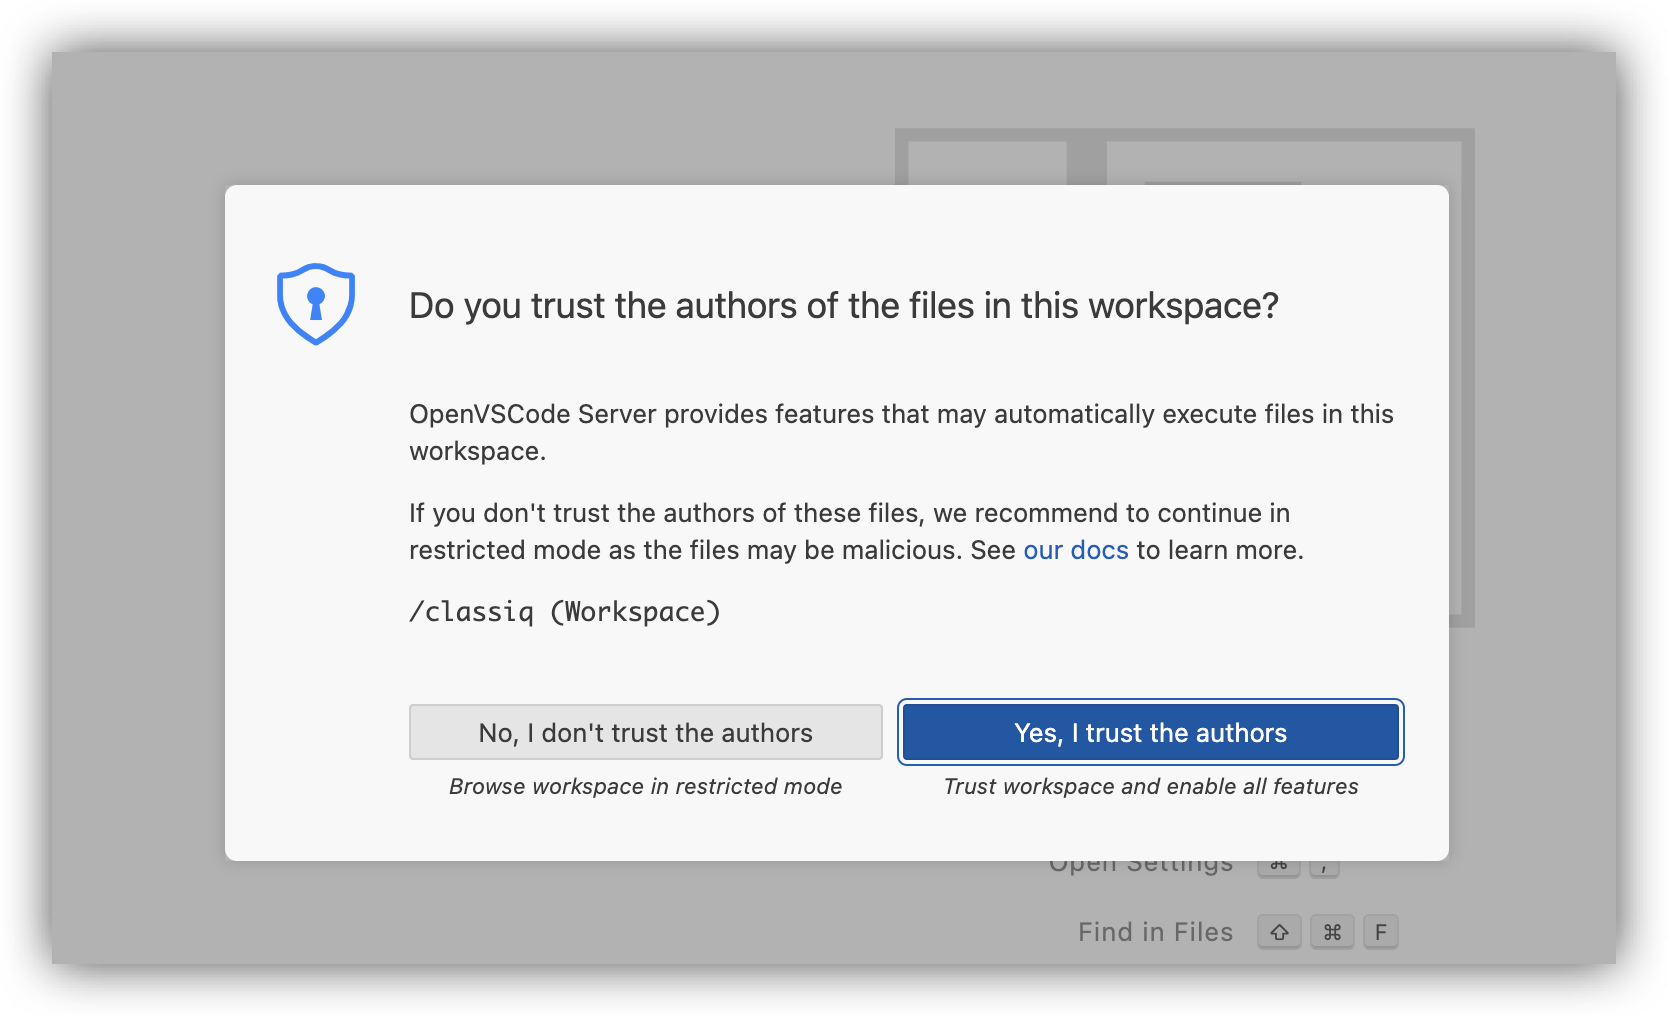 Do you trust the authors of the files in this workspace?
OpenVSCode Server provides features that may automatically execute files in this
workspace.
If you don't trust the authors of these files, we recommend to continue in
restricted mode as the files may be malicious. See our docs to learn more.
/classiq (Workspace)
No, I don't trust the authors
Yes, I trust the authors
Browse workspace in restricted mode
Trust workspace and enable all features
Open Settings ⌘ ,
Find in Files ⇧ ⌘ F